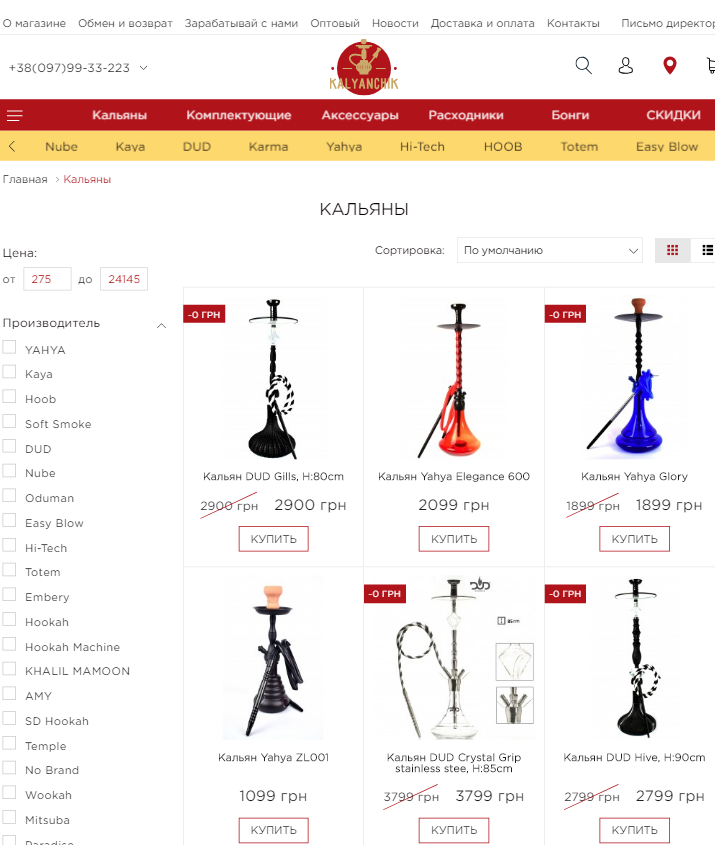 О магазине Обмен и возврат Зарабатывай с нами Оптовый Новости Доставка и оплата Контакты Письмо директор
+38(097)99-33-223
KALYANCHIK
Кальяны Комплектующие Аксессуары Расходники Бонги СКИДКИ
Nube Kaya DUD Karma Yahya Hi-Tech HOOB Totem Easy Blow
Главная > Кальяны
КАЛЬЯНЫ
Сортировка: По умолчанию
Цена:
от 275 до 24145
Производитель
YAHYA
Kaya
Hoob
Soft Smoke
DUD
Nube
Oduman
Easy Blow
Hi-Tech
Totem
Embery
Hookah
Hookah Machine
KHALIL MAMOON
AMY
SD Hookah
Temple
No Brand
Wookah
Mitsuba
Paradise
-0 ГРН
Кальян DUD Gills, H:80cm
2900 грн 2900 грн
КУПИТЬ
Кальян Yahya Elegance 600
2099 грн
КУПИТЬ
-0 ГРН
Кальян Yahya Glory
1899 грн 1899 грн
КУПИТЬ
Кальян Yahya ZL001
1099 грн
КУПИТЬ
-0 ГРН
DUD
85cm
Кальян DUD Crystal Grip
stainless stee, H:85cm
3799 грн 3799 грн
КУПИТЬ
-0 ГРН
Кальян DUD Hive, H:90cm
2799 грн 2799 грн
КУПИТЬ